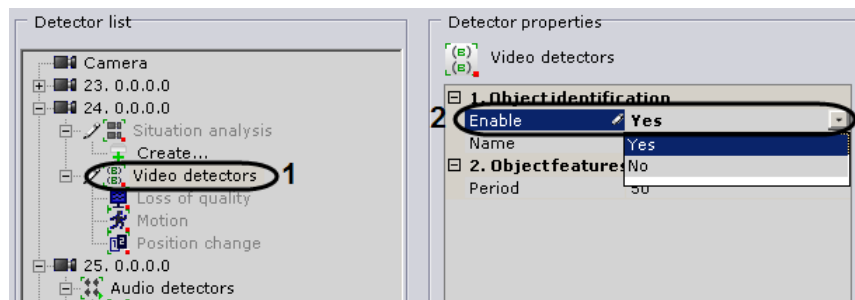 Detector list
Camera
23. 0.0.0.0
24. 0.0.0.0
Situation analysis
Create...
Video detectors 1
Loss of quality
Motion
Position change
25. 0.0.0.0
Audio detectors
Detector properties
Video detectors
1. Object identification
2 Enable Yes
Name Yes
2. Object features No
Period 50